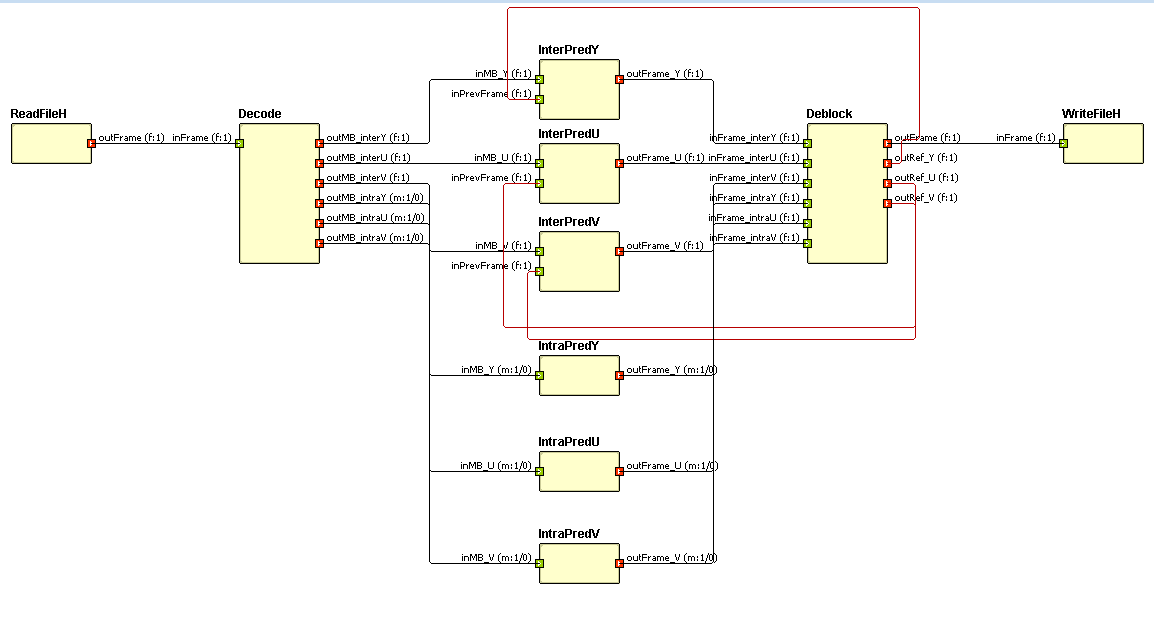 ReadFileH
outFrame (f:1)
inFrame (f:1)
Decode
outMB_interY (f:1)
outMB_interU (f:1)
outMB_interV (f:1)
outMB_intraY (m:1/0)
outMB_intraU (m:1/0)
outMB_intraV (m:1/0)
InterPredY
inMB_Y (f:1)
inPrevFrame (f:1)
outFrame_Y (f:1)
InterPredU
inMB_U (f:1)
inPrevFrame (f:1)
outFrame_U (f:1)
InterPredV
inMB_V (f:1)
inPrevFrame (f:1)
outFrame_V (f:1)
IntraPredY
inMB_Y (m:1/0)
outFrame_Y (m:1/0)
IntraPredU
inMB_U (m:1/0)
outFrame_U (m:1/0)
IntraPredV
inMB_V (m:1/0)
outFrame_V (m:1/0)
Deblock
inFrame_interY (f:1)
inFrame_interU (f:1)
inFrame_interV (f:1)
inFrame_intraY (f:1)
inFrame_intraU (f:1)
inFrame_intraV (f:1)
outFrame (f:1)
outRef_Y (f:1)
outRef_U (f:1)
outRef_V (f:1)
WriteFileH
inFrame (f:1)